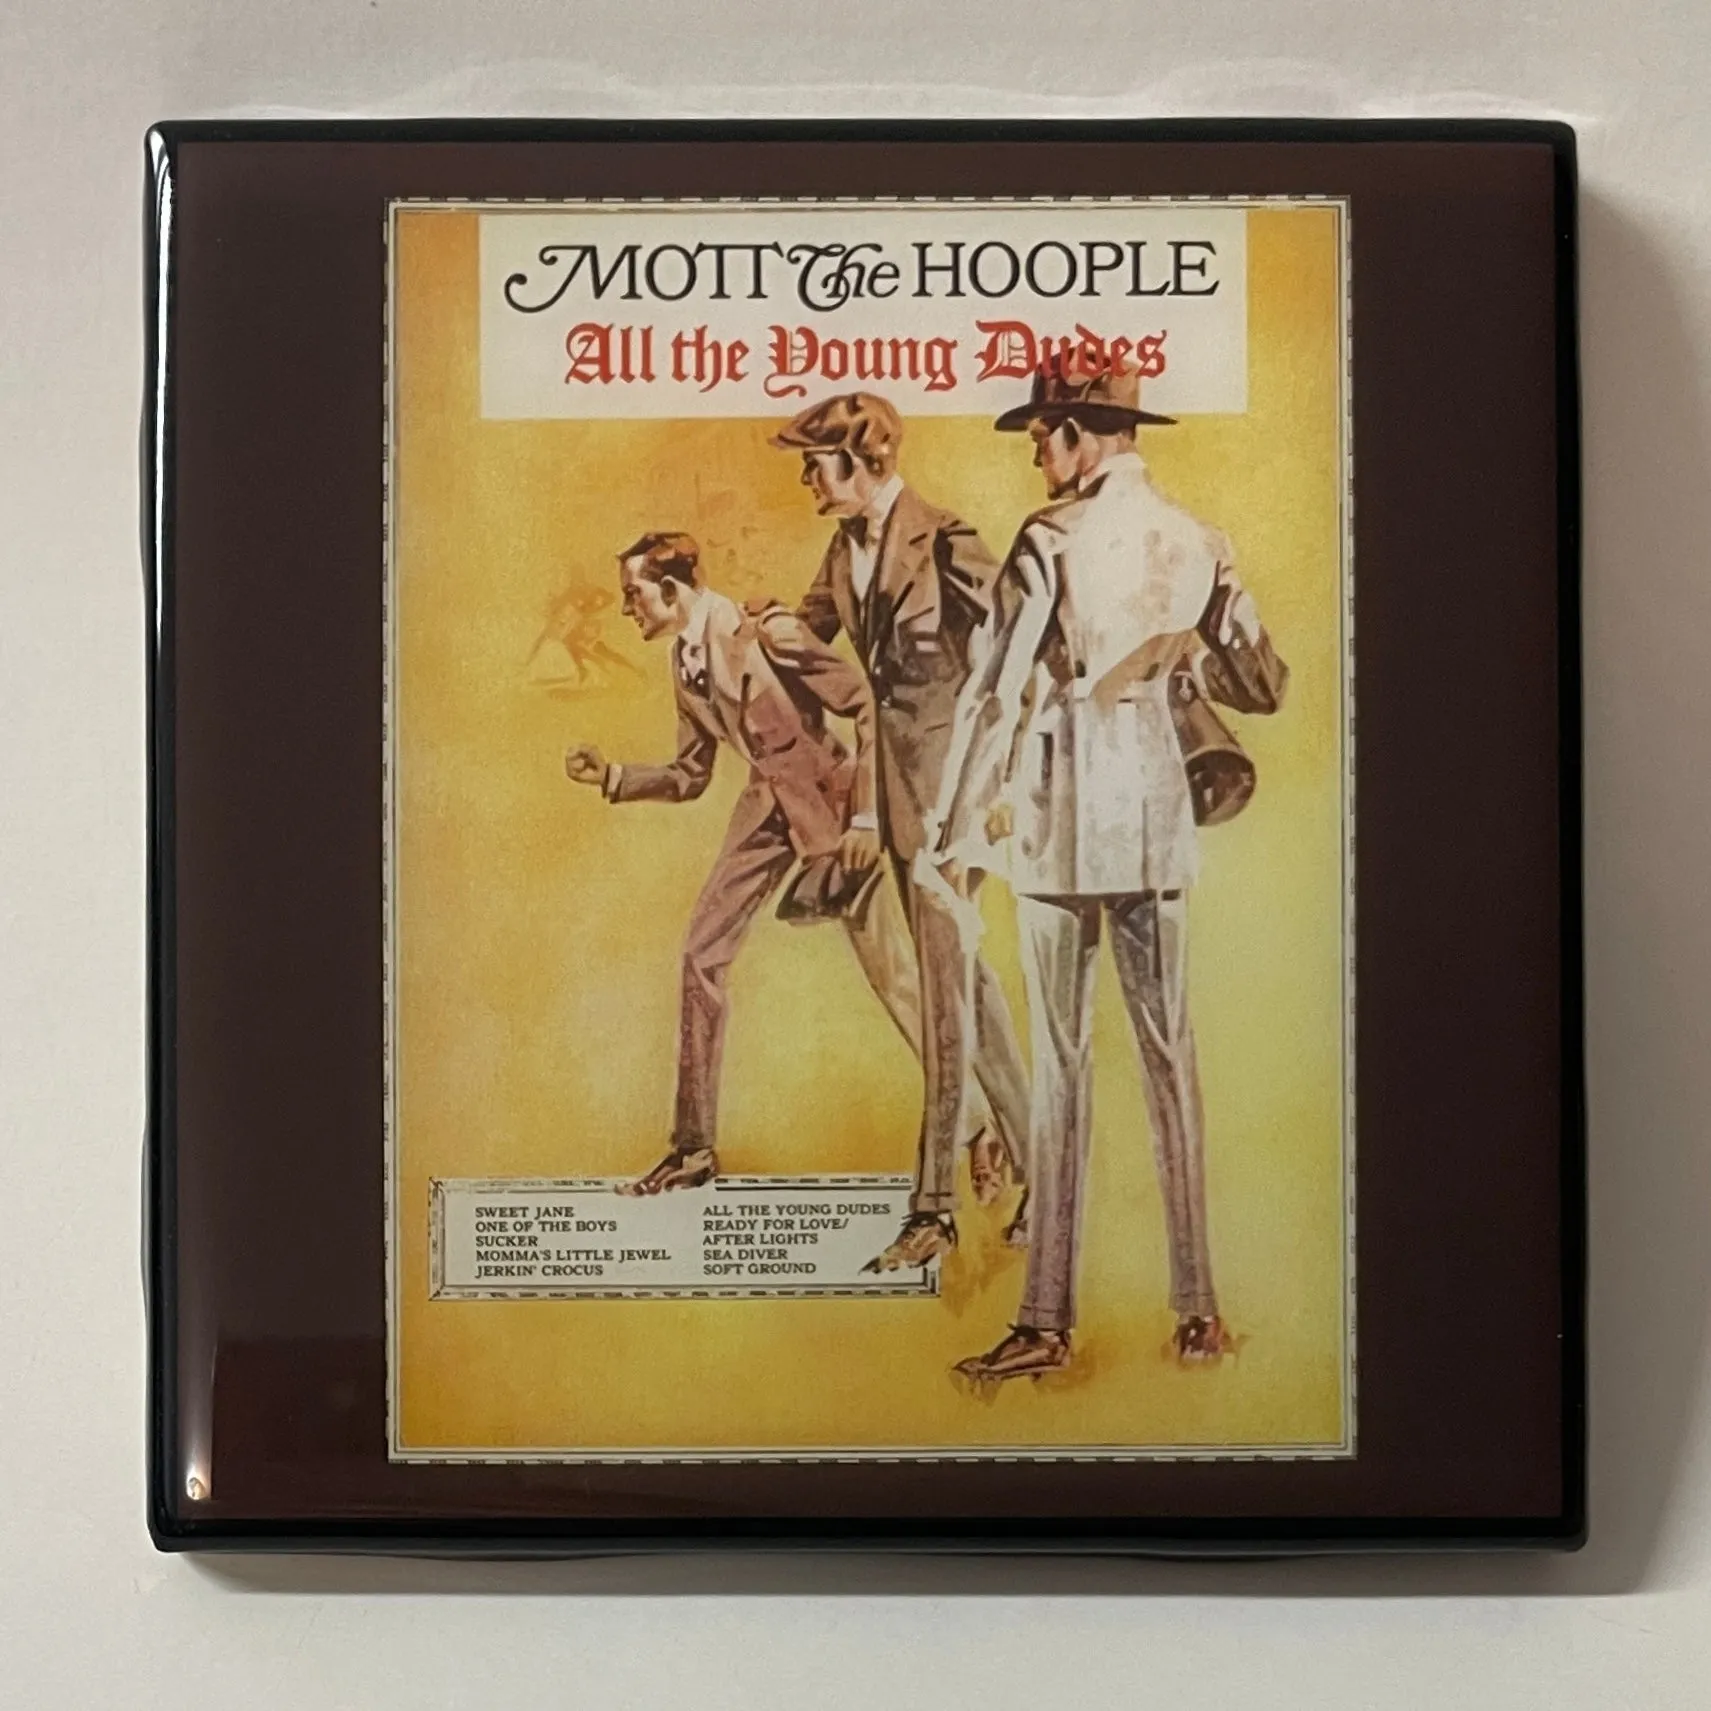 MOTT The HOOPLE
All the Young Dudes
SWEET JANE
ONE OF THE BOYS
SUCKER
MOMMA'S LITTLE JEWEL
JERKIN' CROCUS
ALL THE YOUNG DUDES
READY FOR LOVE/
AFTER LIGHTS
SEA DIVER
SOFT GROUND